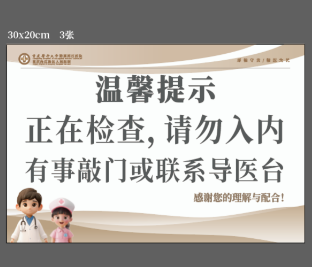 30x20cm 3张
温馨提示
正在检查，请勿入内
有事敲门或联系导医台
感谢您的理解与配合！